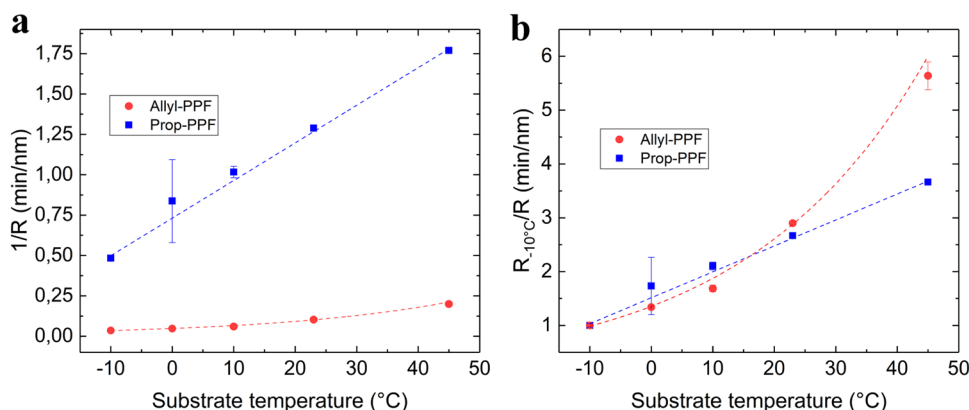 a
1/R (min/nm)
1,75
1,50
1,25
1,00
0,75
0,50
0,25
0,00
Allyl-PPF
Prop-PPF
-10 0 10 20 30 40 50
Substrate temperature (°C)
b
R-10°C/R (min/nm)
6
5
4
3
2
1
Allyl-PPF
Prop-PPF
-10 0 10 20 30 40 50
Substrate temperature (°C)